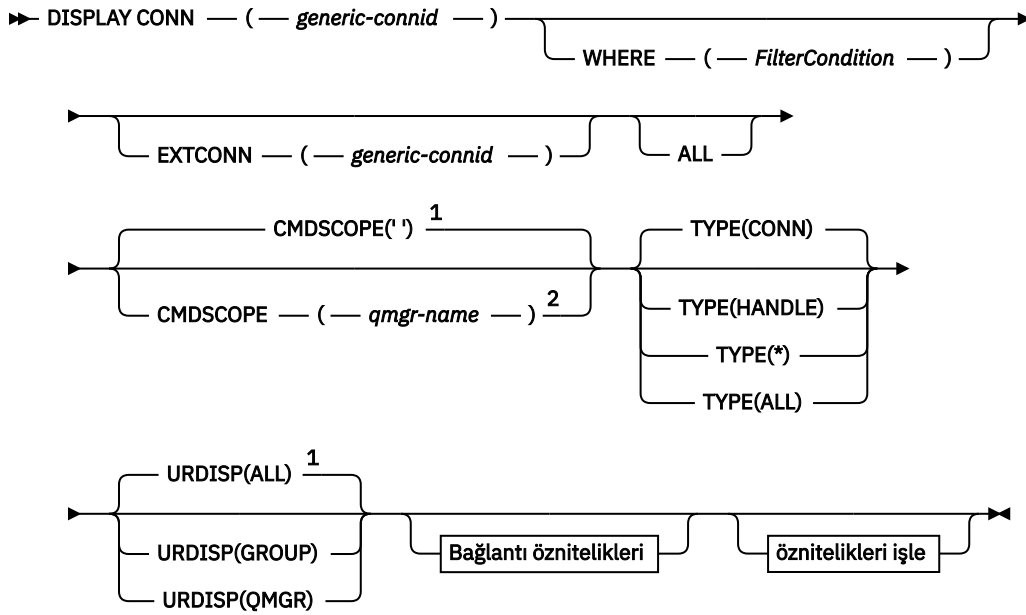 DISPLAY CONN ( generic-connid )
WHERE ( FilterCondition )
EXTCONN ( generic-connid )
ALL
CMDSCOPE(' ') 1
CMDSCOPE ( qmgr-name ) 2
TYPE(CONN)
TYPE(HANDLE)
TYPE(*)
TYPE(ALL)
URDISP(ALL) 1
URDISP(GROUP)
URDISP(QMGR)
Bağlantı öznitelikleri
öznitelikleri işle